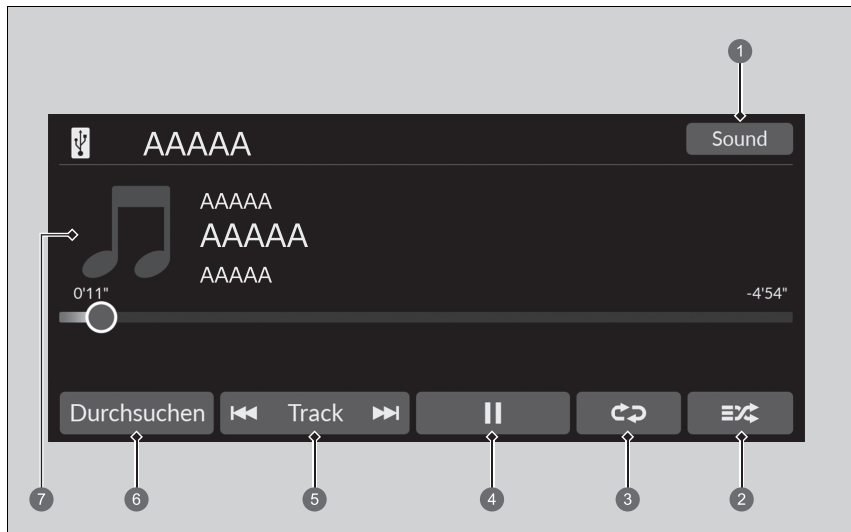 1
AAAAA
Sound
AAAAA
AAAAA
AAAAA
0'11"
-4'54"
Durchsuchen
Track
7
6
5
4
3
2